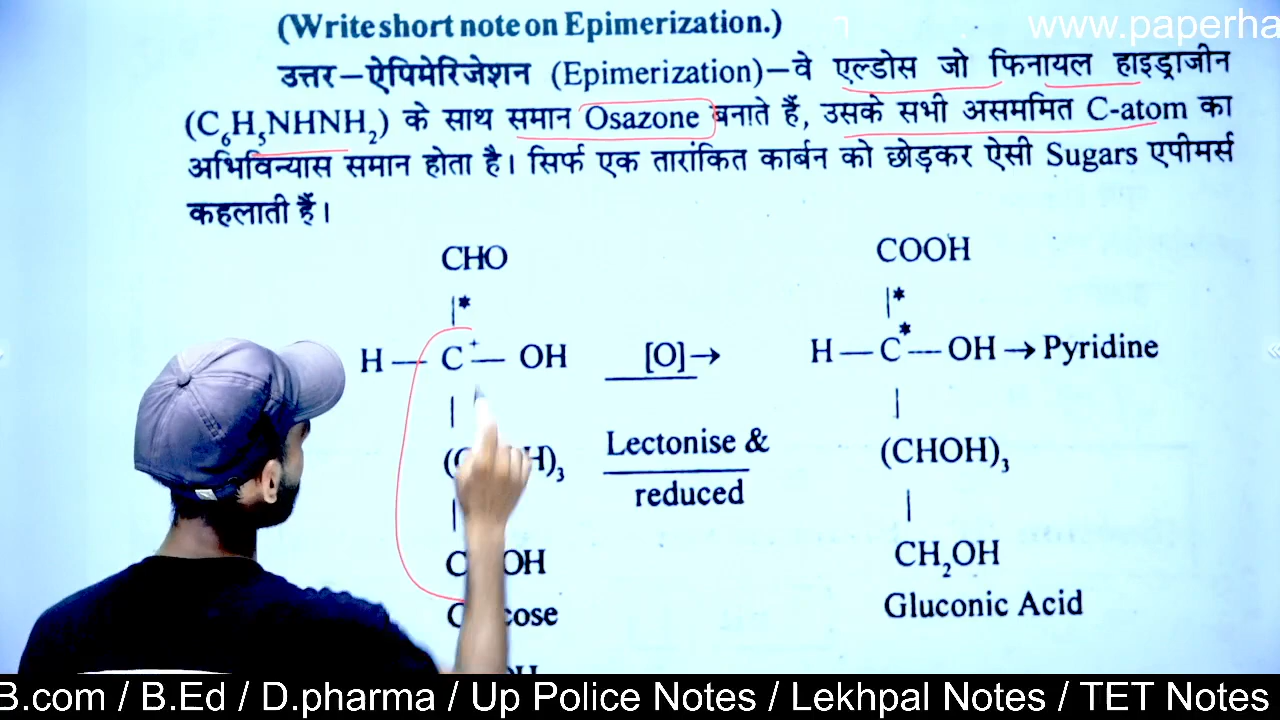 (Write short note on Epimerization.)
www.paperha
उत्तर–ऐपिमेरिजेशन (Epimerization)–वे एल्डोस जो फिनायल हाइड्राजीन
(C₆H₅NHNH₂) के साथ समान Osazone बनाते हैं, उसके सभी असममित C-atom का
अभिविन्यास समान होता है। सिर्फ एक तारांकित कार्बन को छोड़कर ऐसी Sugars एपीमर्स
कहलाती हैं।
CHO
COOH
|*
|*
H — C⁺ — OH [O]→ H — C* --- OH → Pyridine
|
|
H)₃ Lectonise & (CHOH)₃
reduced
|
|
C OH CH₂OH
Gluconic Acid
B.com / B.Ed / D.pharma / Up Police Notes / Lekhpal Notes / TET Notes